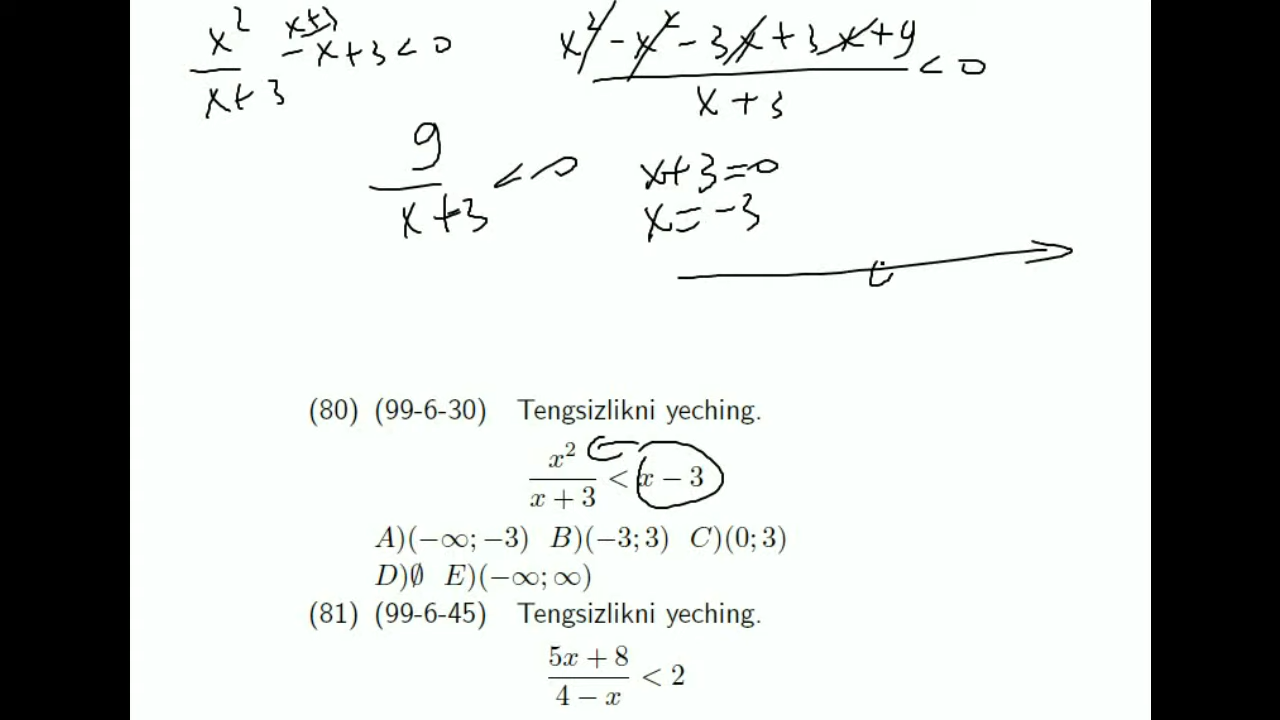 x²/(x+3) - x + 3 < 0
x+3
(x² - x² - 3x + 3x + 9)/(x + 3) < 0
9/(x+3) < 0
x+3=0
x=-3
(80) (99-6-30) Tengsizlikni yeching.
x²/(x + 3) < x − 3
A)(−∞; −3) B)(−3; 3) C)(0; 3)
D)∅ E)(−∞; ∞)
(81) (99-6-45) Tengsizlikni yeching.
(5x + 8)/(4 − x) < 2